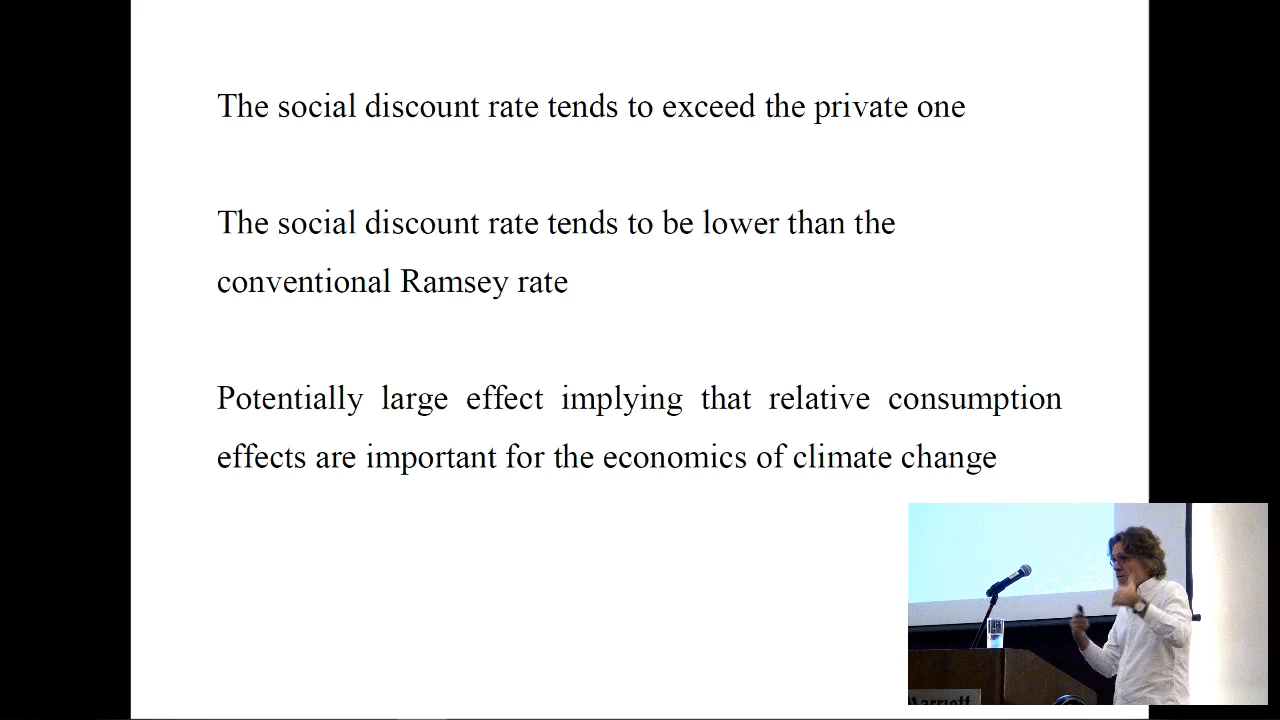 The social discount rate tends to exceed the private one
The social discount rate tends to be lower than the
conventional Ramsey rate
Potentially large effect implying that relative consumption
effects are important for the economics of climate change
Marriott